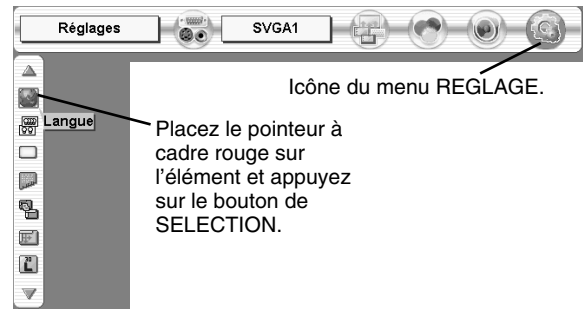 Réglages
SVGA1
Icône du menu REGLAGE.
Langue
Placez le pointeur à
cadre rouge sur
l'élément et appuyez
sur le bouton de
SELECTION.